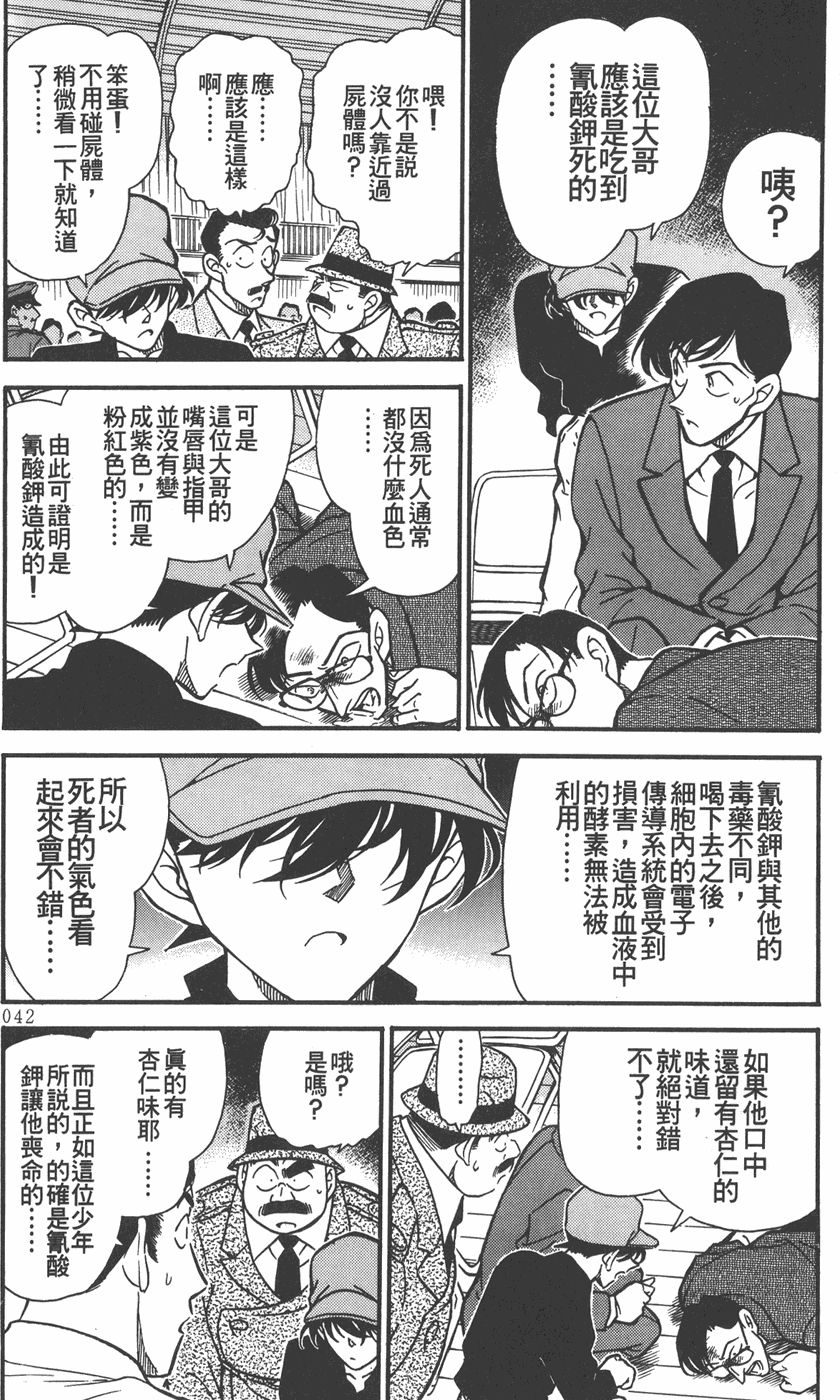 咦？
這位大哥
應該是吃到
氰酸鉀死的
……
喂！
你不是說
沒人靠近過
屍體嗎？
應……
應該是這樣
啊……
笨蛋！
不用碰屍體，
稍微看一下就知道
了……
因爲死人通常
都沒什麼血色
……
可是
這位大哥的
嘴唇與指甲
並沒有變
成紫色，而是
粉紅色的……
由此可證明是
氰酸鉀造成的！
氰酸鉀與其他的
毒藥不同，
喝下去之後，
細胞內的電子
傳導系統會受到
損害，造成血液中
的酵素無法被
利用……
所以
死者的氣色看
起來會不錯……
042
如果他口中
還留有杏仁的
味道，
就絕對錯
不了……
……
哦？
是嗎？
眞的有
杏仁味耶……
而且正如這位少年
所說的，的確是氰酸
鉀讓他喪命的……